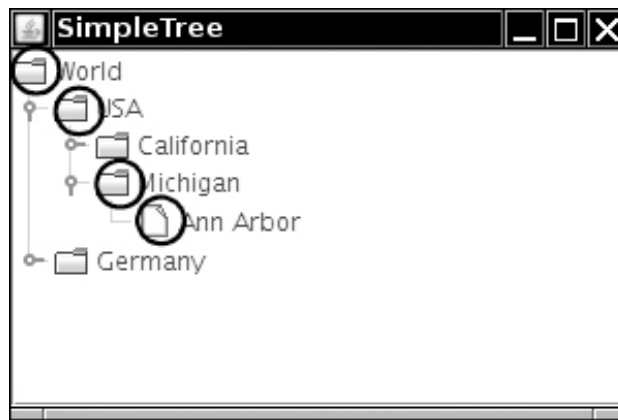 SimpleTree
World
USA
California
Michigan
Ann Arbor
Germany